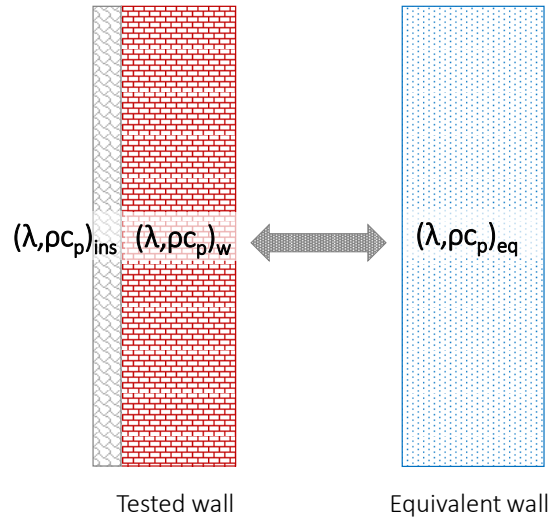 (λ,ρcₚ)ᵢₙₛ (λ,ρcₚ)w (λ,ρcₚ)eq
Tested wall Equivalent wall